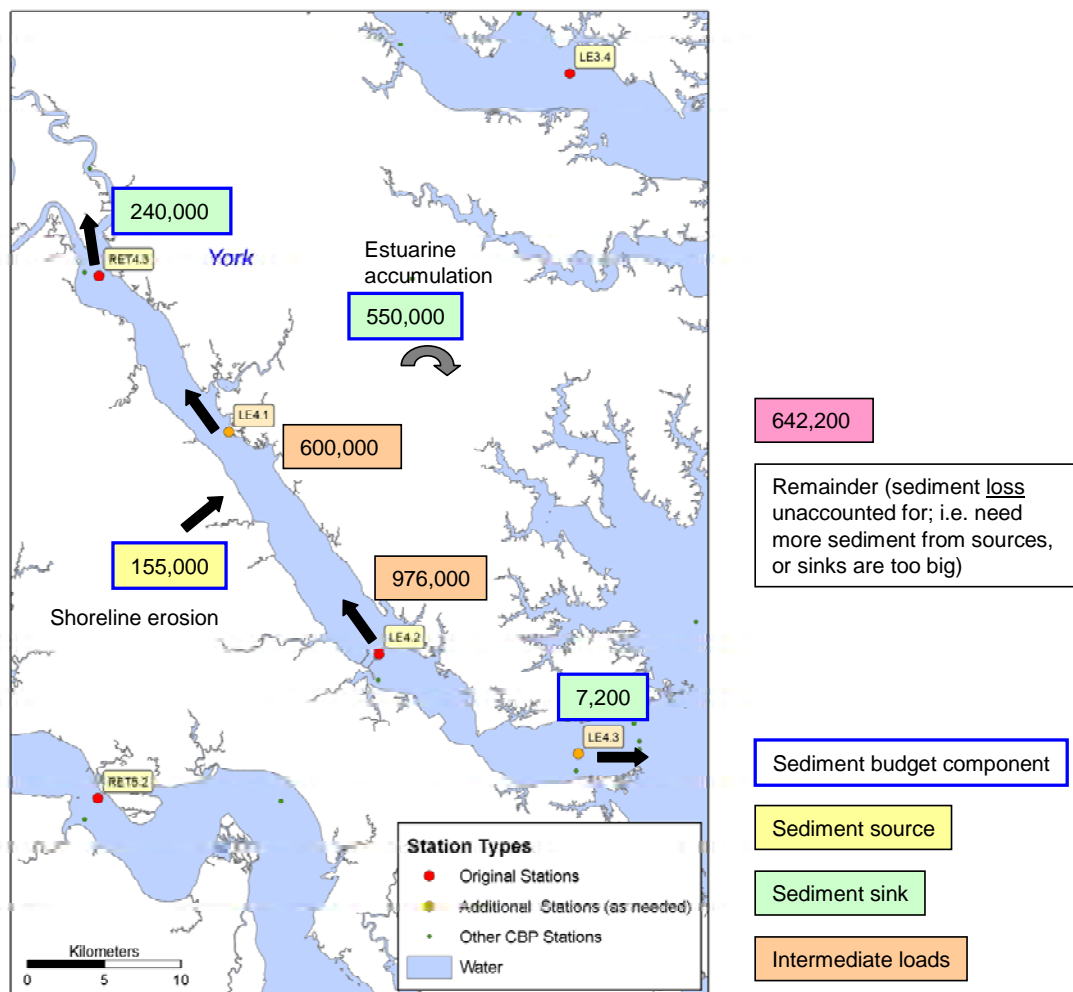 LE3.4
240,000
RET4.3
York
Estuarine
accumulation
550,000
LE4.1
600,000
642,200
Remainder (sediment loss
unaccounted for; i.e. need
more sediment from sources,
or sinks are too big)
155,000
Shoreline erosion
976,000
LE4.2
7,200
LE4.3
RET5.2
Sediment budget component
Sediment source
Sediment sink
Intermediate loads
Station Types
Original Stations
Additional Stations (as needed)
Other CBP Stations
Water
Kilometers
0 5 10